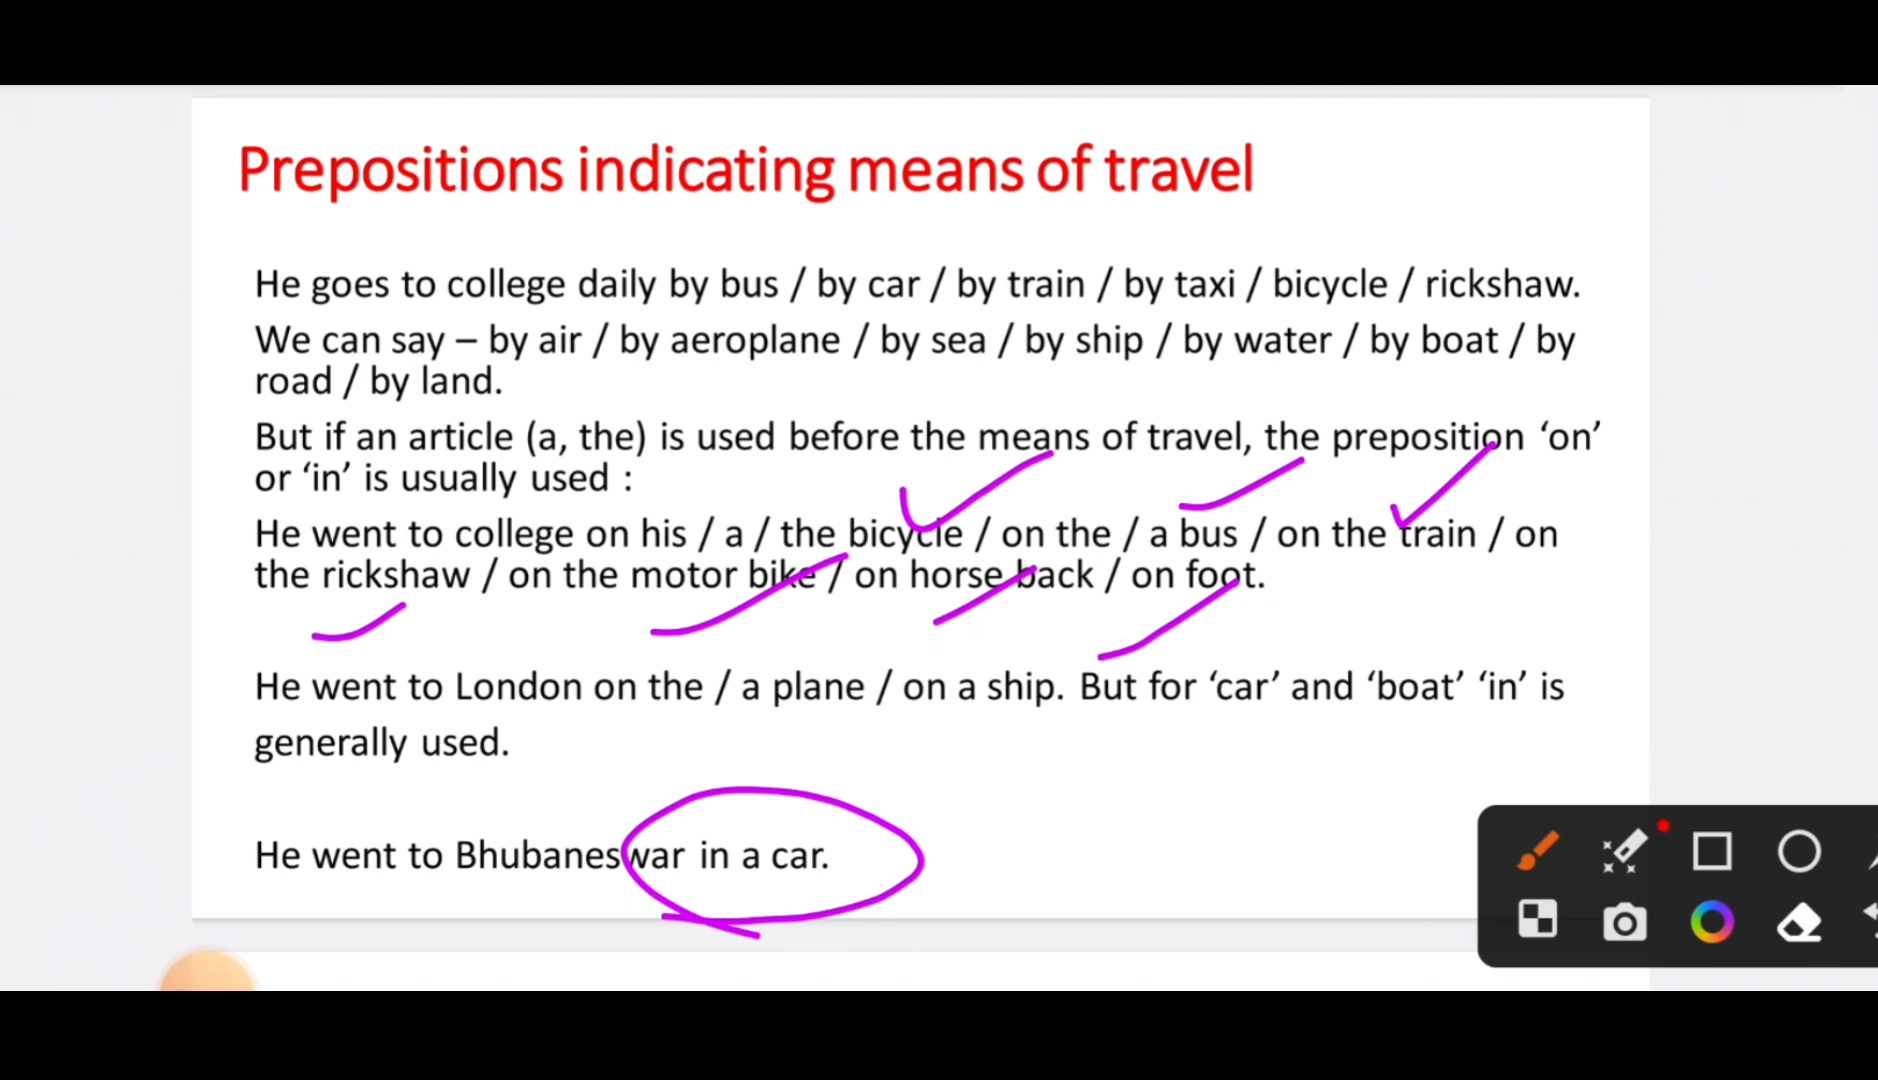 Prepositions indicating means of travel
He goes to college daily by bus / by car / by train / by taxi / bicycle / rickshaw.
We can say – by air / by aeroplane / by sea / by ship / by water / by boat / by
road / by land.
But if an article (a, the) is used before the means of travel, the preposition ‘on’
or ‘in’ is usually used :
He went to college on his / a / the bicycle / on the / a bus / on the train / on
the rickshaw / on the motor bike / on horse back / on foot.
He went to London on the / a plane / on a ship. But for ‘car’ and ‘boat’ ‘in’ is
generally used.
He went to Bhubaneswar in a car.